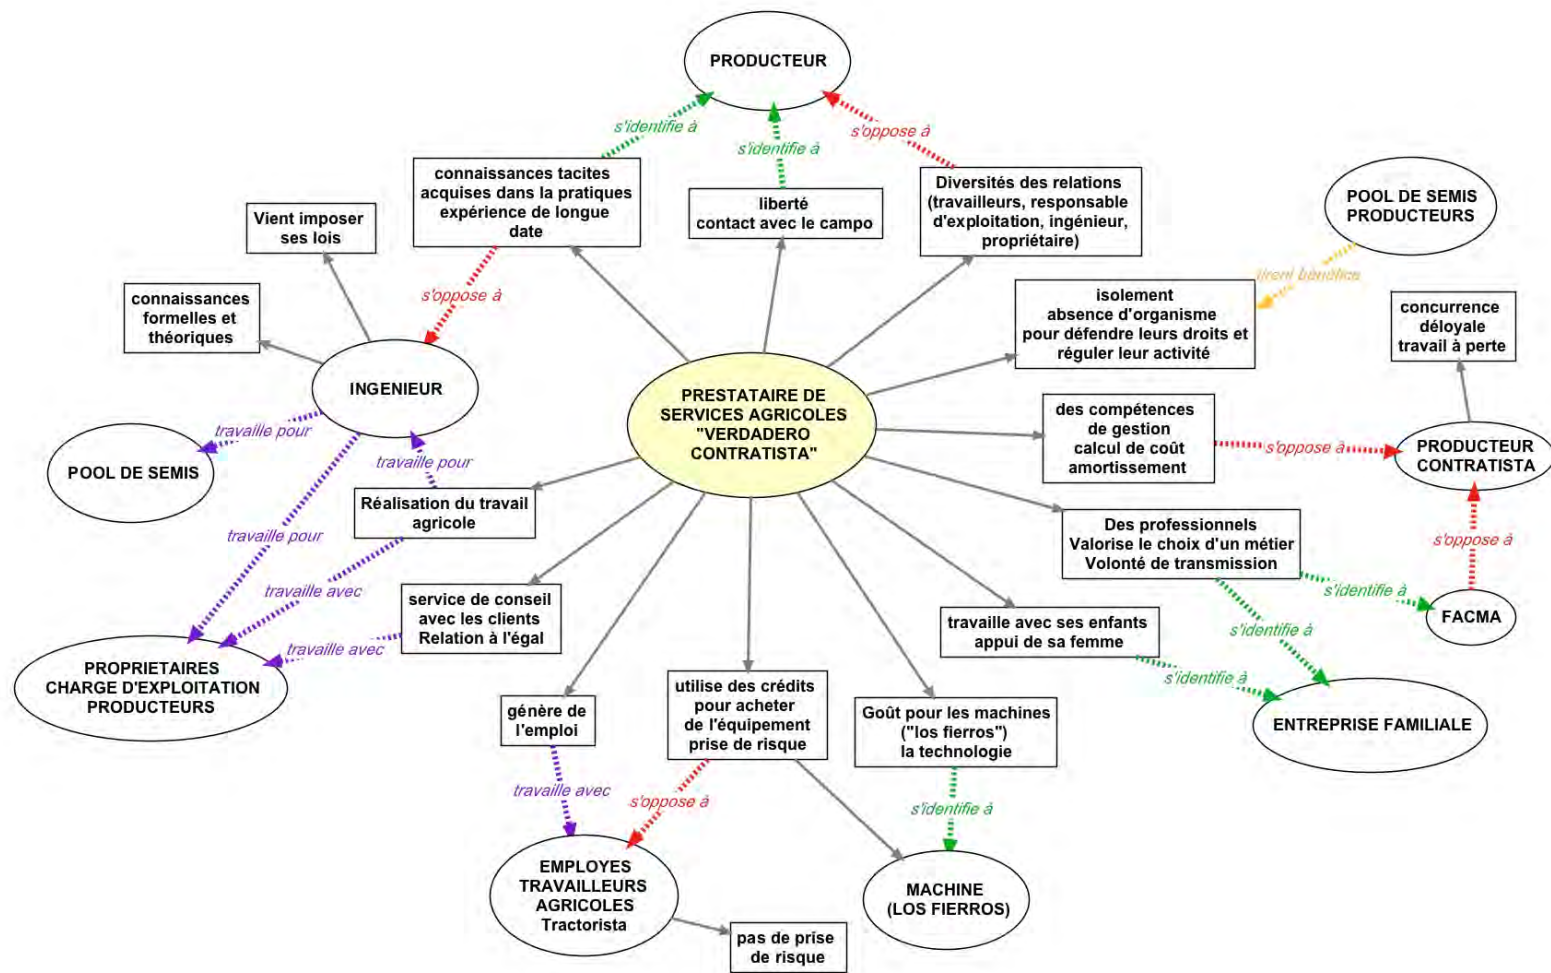 PRODUCTEUR
s'identifie à
s'identifie à
s'oppose à
connaissances tacites
acquises dans la pratiques
expérience de longue
date
liberté
contact avec le campo
Diversités des relations
(travailleurs, responsable
d'exploitation, ingénieur,
propriétaire)
POOL DE SEMIS
PRODUCTEURS
Vient imposer
ses lois
s'oppose à
tirent bénéfice
connaissances
formelles et
théoriques
isolement
absence d'organisme
pour défendre leurs droits et
réguler leur activité
concurrence
déloyale
travail à perte
INGENIEUR
PRESTATAIRE DE
SERVICES AGRICOLES
"VERDADERO
CONTRATISTA"
des compétences
de gestion
calcul de coût
amortissement
s'oppose à
PRODUCTEUR
CONTRATISTA
travaille pour
POOL DE SEMIS
travaille pour
Réalisation du travail
agricole
travaille pour
travaille avec
Des professionnels
Valorise le choix d'un métier
Volonté de transmission
s'oppose à
s'identifie à
FACMA
service de conseil
avec les clients
Relation à l'égal
travaille avec
travaille avec ses enfants
appui de sa femme
s'identifie à
s'identifie à
PROPRIETAIRES
CHARGE D'EXPLOITATION
PRODUCTEURS
génère de
l'emploi
utilise des crédits
pour acheter
de l'équipement
prise de risque
Goût pour les machines
("los fierros")
la technologie
ENTREPRISE FAMILIALE
travaille avec
s'oppose à
s'identifie à
EMPLOYES
TRAVAILLEURS
AGRICOLES
Tractorista
MACHINE
(LOS FIERROS)
pas de prise
de risque